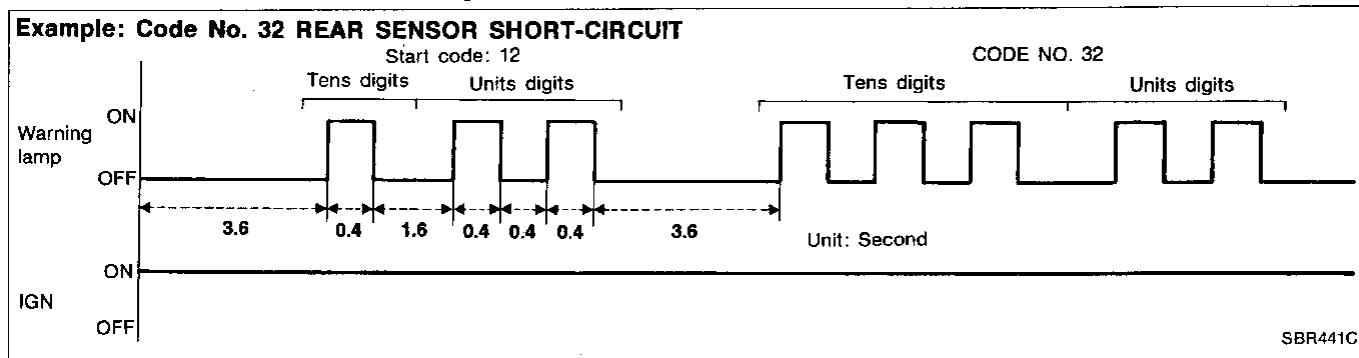 Example: Code No. 32 REAR SENSOR SHORT-CIRCUIT
Start code: 12
CODE NO. 32
Tens digits
Units digits
Tens digits
Units digits
ON
Warning
lamp
OFF
3.6
0.4
1.6
0.4
0.4
0.4
3.6
Unit: Second
ON
IGN
OFF
SBR441C